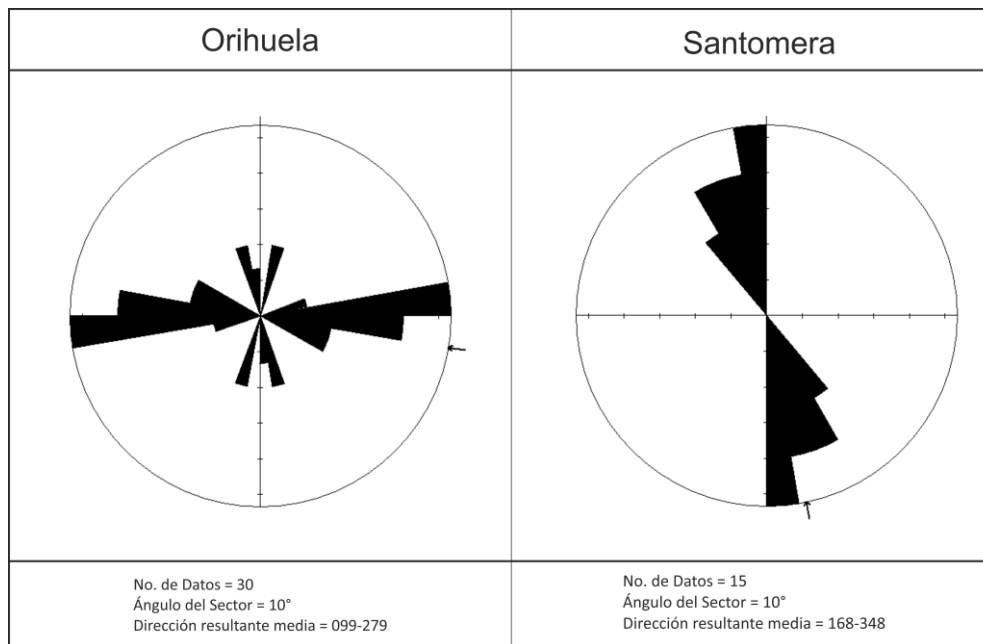 Orihuela
Santomera
No. de Datos = 30
Ángulo del Sector = 10°
Dirección resultante media = 099-279
No. de Datos = 15
Ángulo del Sector = 10°
Dirección resultante media = 168-348